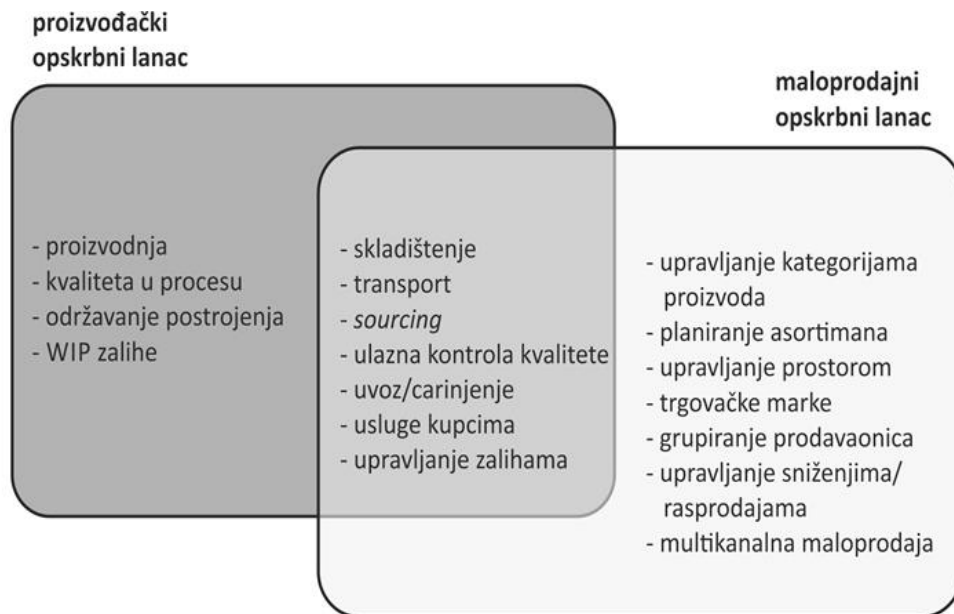 proizvođački
opskrbni lanac
maloprodajni
opskrbni lanac
- proizvodnja
- kvaliteta u procesu
- održavanje postrojenja
- WIP zalihe
- skladištenje
- transport
- sourcing
- ulazna kontrola kvalitete
- uvoz/carinjenje
- usluge kupcima
- upravljanje zalihama
- upravljanje kategorijama
proizvoda
- planiranje asortimana
- upravljanje prostorom
- trgovačke marke
- grupiranje prodavaonica
- upravljanje sniženjima/
rasprodajama
- multikanalna maloprodaja